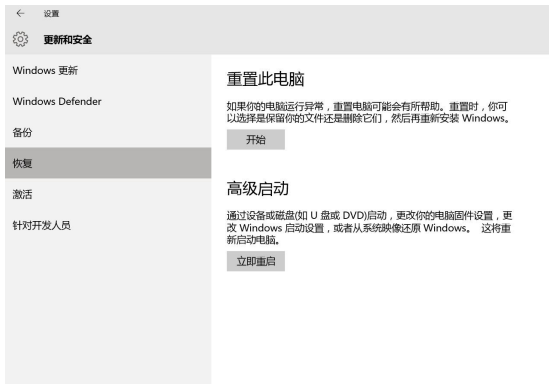 设置
更新和安全
Windows 更新
Windows Defender
备份
恢复
激活
针对开发人员
重置此电脑
如果你的电脑运行异常，重置电脑可能会有所帮助。重置时，你可
以选择是保留你的文件还是删除它们，然后再重新安装 Windows。
开始
高级启动
通过设备或磁盘(如 U 盘或 DVD)启动，更改你的电脑固件设置，更
改 Windows 启动设置，或者从系统映像还原 Windows。 这将重
新启动电脑。
立即重启